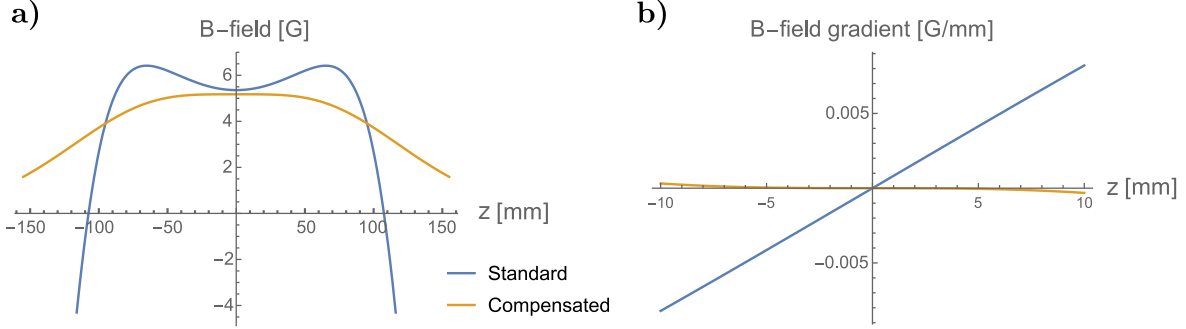 a)
B-field [G]
6
4
2
-2
-4
-150
-100
-50
50
100
150
z [mm]
Standard
Compensated
b)
B-field gradient [G/mm]
0.005
-0.005
-10
-5
5
10
z [mm]